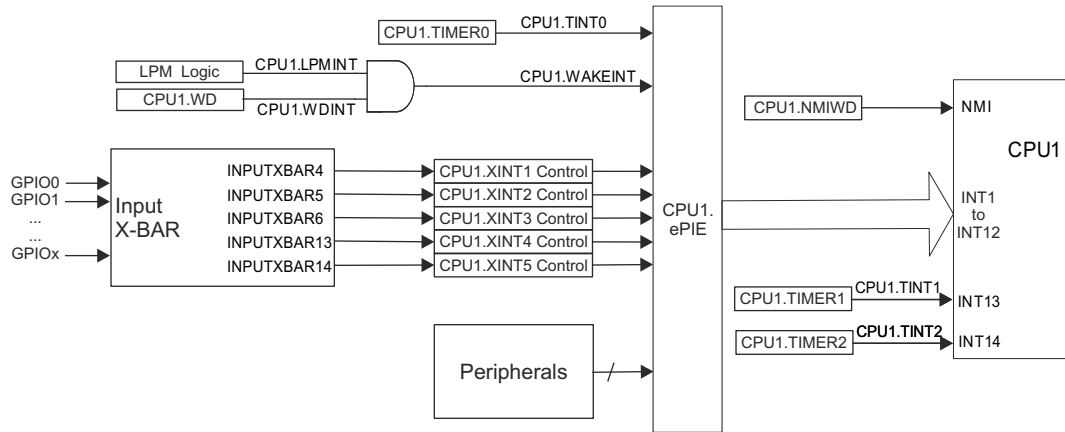 CPU1.TIMER0
CPU1.TINT0
LPM Logic
CPU1.LPMINT
CPU1.WD
CPU1.WDINT
CPU1.WAKEINT
GPIO0
GPIO1
...
...
GPIOx
Input
X-BAR
INPUTXBAR4
INPUTXBAR5
INPUTXBAR6
INPUTXBAR13
INPUTXBAR14
CPU1.XINT1 Control
CPU1.XINT2 Control
CPU1.XINT3 Control
CPU1.XINT4 Control
CPU1.XINT5 Control
Peripherals
CPU1.
ePIE
CPU1.NMIWD
NMI
CPU1
INT1
to
INT12
CPU1.TIMER1
CPU1.TINT1
INT13
CPU1.TIMER2
CPU1.TINT2
INT14